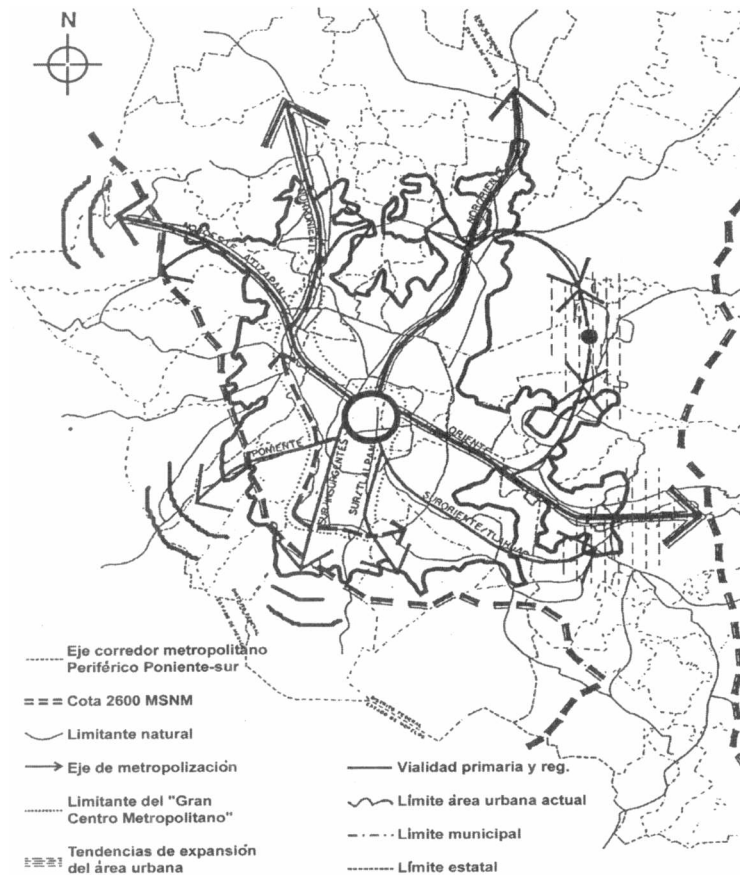 N
NORPONIENTE
NORORIENTE
NOROESTE ATIZAPAN
ORIENTE
PONIENTE
SUR INSURGENTES
SUR/TLALPAN
SURORIENTE/TLAHUAC
Eje corredor metropolitano
Periférico Poniente-sur
Cota 2600 MSNM
Limitante natural
Eje de metropolización
Limitante del "Gran
Centro Metropolitano"
Tendencias de expansión
del área urbana
Vialidad primaria y reg.
Límite área urbana actual
Límite municipal
Límite estatal